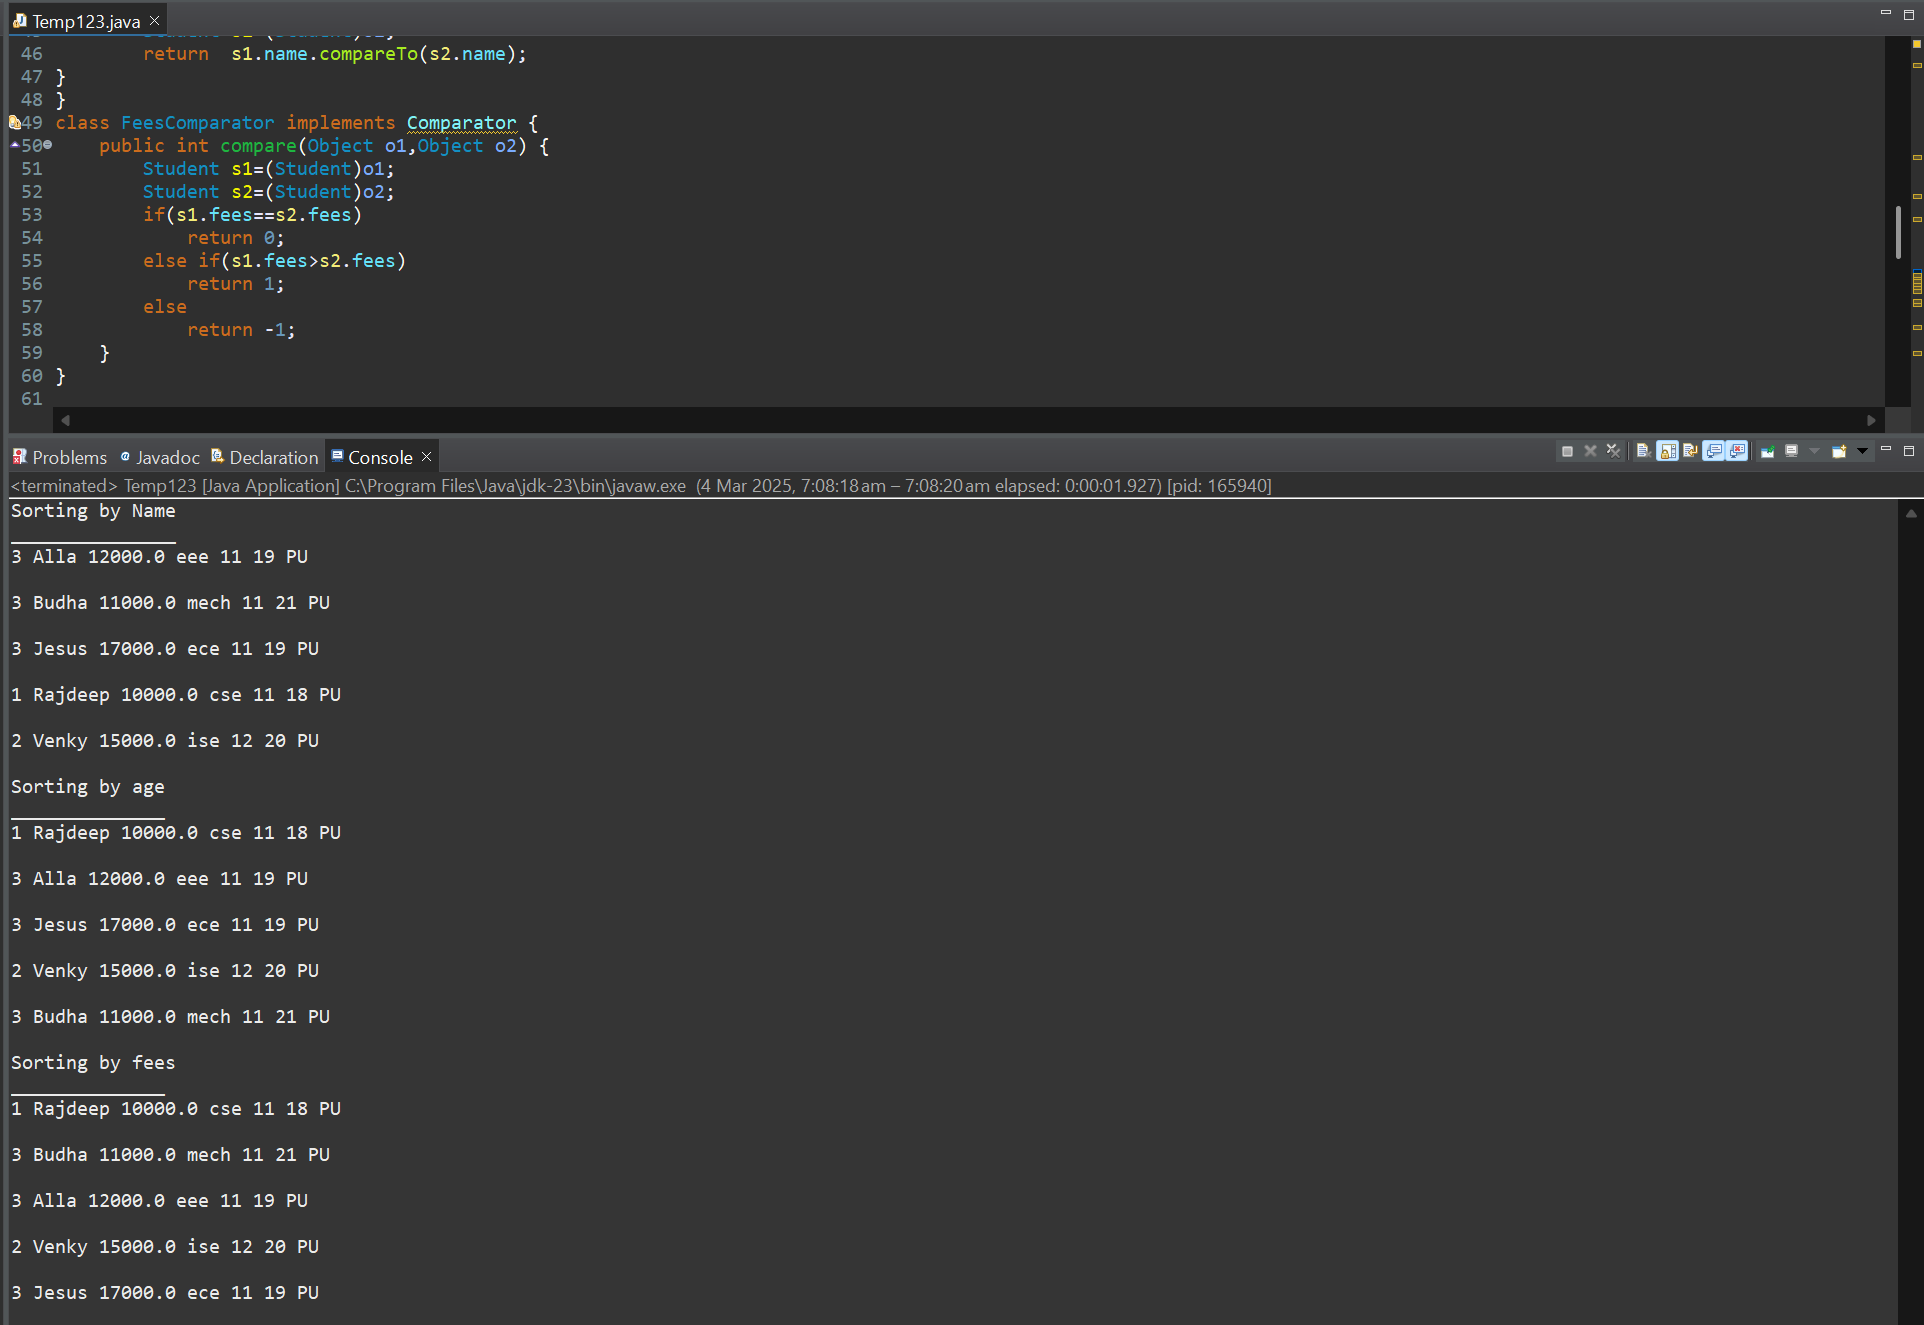 Temp123.java
46         return  s1.name.compareTo(s2.name);
47 }
48 }
49 class FeesComparator implements Comparator {
50     public int compare(Object o1,Object o2) {
51         Student s1=(Student)o1;
52         Student s2=(Student)o2;
53         if(s1.fees==s2.fees)
54             return 0;
55         else if(s1.fees>s2.fees)
56             return 1;
57         else
58             return -1;
59     }
60 }
61
Problems @ Javadoc Declaration Console
<terminated> Temp123 [Java Application] C:\Program Files\Java\jdk-23\bin\javaw.exe  (4 Mar 2025, 7:08:18 am – 7:08:20 am elapsed: 0:00:01.927) [pid: 165940]
Sorting by Name
_______________
3 Alla 12000.0 eee 11 19 PU
3 Budha 11000.0 mech 11 21 PU
3 Jesus 17000.0 ece 11 19 PU
1 Rajdeep 10000.0 cse 11 18 PU
2 Venky 15000.0 ise 12 20 PU
Sorting by age
______________
1 Rajdeep 10000.0 cse 11 18 PU
3 Alla 12000.0 eee 11 19 PU
3 Jesus 17000.0 ece 11 19 PU
2 Venky 15000.0 ise 12 20 PU
3 Budha 11000.0 mech 11 21 PU
Sorting by fees
______________
1 Rajdeep 10000.0 cse 11 18 PU
3 Budha 11000.0 mech 11 21 PU
3 Alla 12000.0 eee 11 19 PU
2 Venky 15000.0 ise 12 20 PU
3 Jesus 17000.0 ece 11 19 PU